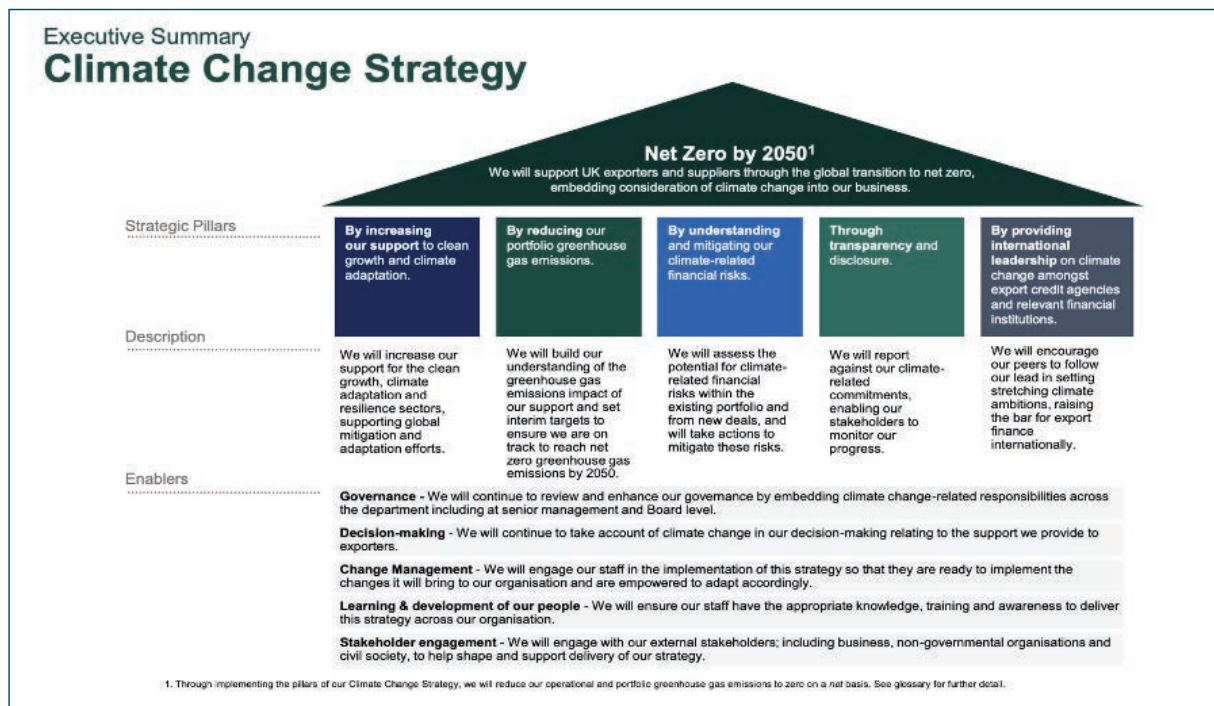 Executive Summary
Climate Change Strategy
Net Zero by 2050¹
We will support UK exporters and suppliers through the global transition to net zero,
embedding consideration of climate change into our business.
Strategic Pillars
By increasing
our support to clean
growth and climate
adaptation.
By reducing our
portfolio greenhouse
gas emissions.
By understanding
and mitigating our
climate-related
financial risks.
Through
transparency and
disclosure.
By providing
international
leadership on climate
change amongst
export credit agencies
and relevant financial
institutions.
Description
We will increase our
support for the clean
growth, climate
adaptation and
resilience sectors,
supporting global
mitigation and
adaptation efforts.
We will build our
understanding of the
greenhouse gas
emissions impact of
our support and set
interim targets to
ensure we are on
track to reach net
zero greenhouse gas
emissions by 2050.
We will assess the
potential for climate-
related financial
risks within the
existing portfolio and
from new deals, and
will take actions to
mitigate these risks.
We will report
against our climate-
related
commitments,
enabling our
stakeholders to
monitor our
progress.
We will encourage
our peers to follow
our lead in setting
stretching climate
ambitions, raising
the bar for export
finance
internationally.
Enablers
Governance - We will continue to review and enhance our governance by embedding climate change-related responsibilities across
the department including at senior management and Board level.
Decision-making - We will continue to take account of climate change in our decision-making relating to the support we provide to
exporters.
Change Management - We will engage our staff in the implementation of this strategy so that they are ready to implement the
changes it will bring to our organisation and are empowered to adapt accordingly.
Learning & development of our people - We will ensure our staff have the appropriate knowledge, training and awareness to deliver
this strategy across our organisation.
Stakeholder engagement - We will engage with our external stakeholders; including business, non-governmental organisations and
civil society, to help shape and support delivery of our strategy.
1. Through implementing the pillars of our Climate Change Strategy, we will reduce our operational and portfolio greenhouse gas emissions to zero on a net basis. See glossary for further detail.